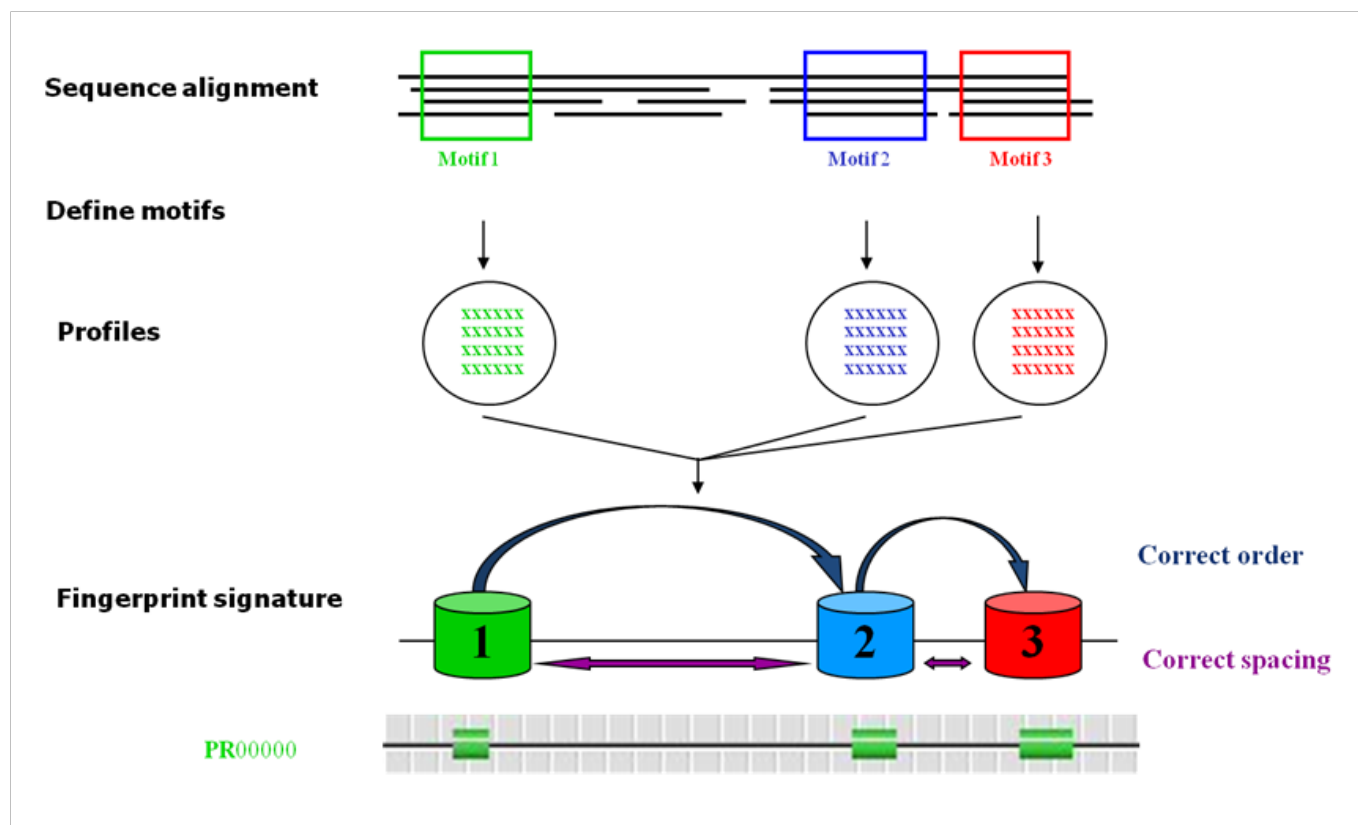 Sequence alignment
Motif 1
Motif 2
Motif 3
Define motifs
Profiles
xxxxxx
xxxxxx
xxxxxx
xxxxxx
xxxxxx
xxxxxx
xxxxxx
xxxxxx
xxxxxx
xxxxxx
xxxxxx
xxxxxx
Correct order
Fingerprint signature
1
2
3
Correct spacing
PR00000